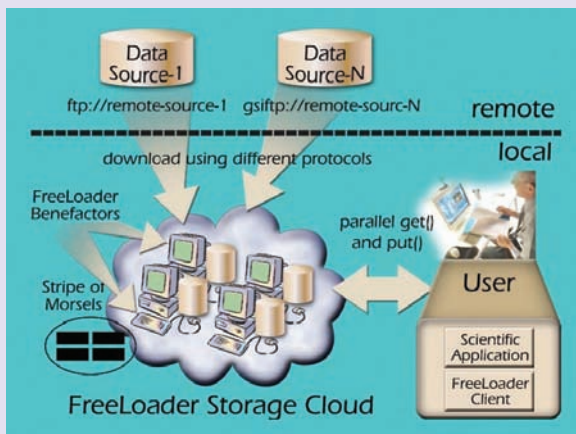 Data
Source-1
Data
Source-N
ftp://remote-source-1
gsiftp://remote-sourc-N
remote
local
download using different protocols
FreeLoader
Benefactors
parallel get()
and put()
Stripe of
Morsels
User
Scientific
Application
FreeLoader
Client
FreeLoader Storage Cloud